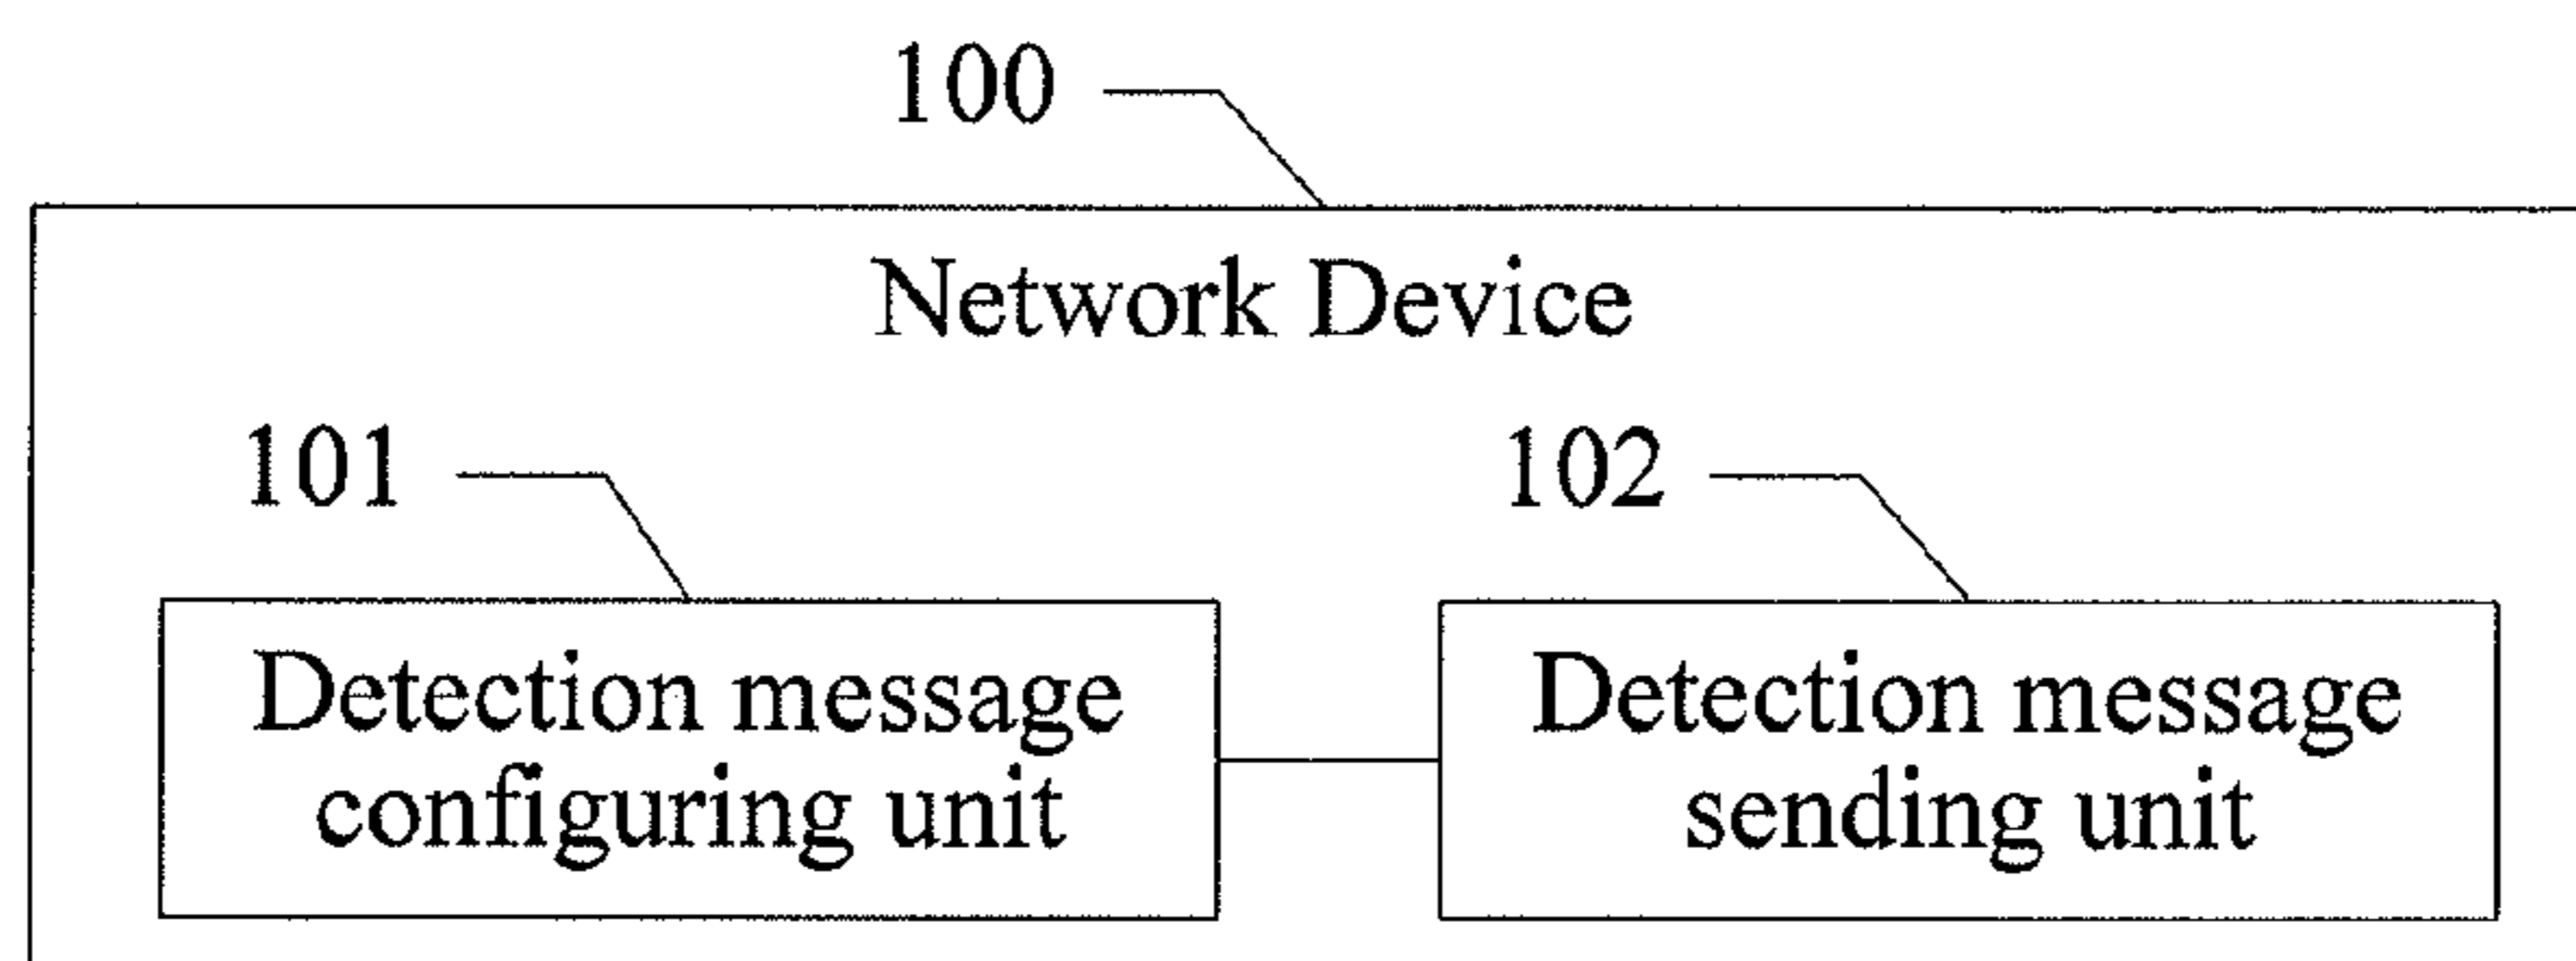 100
Network Device
101
102
Detection message
configuring unit
Detection message
sending unit